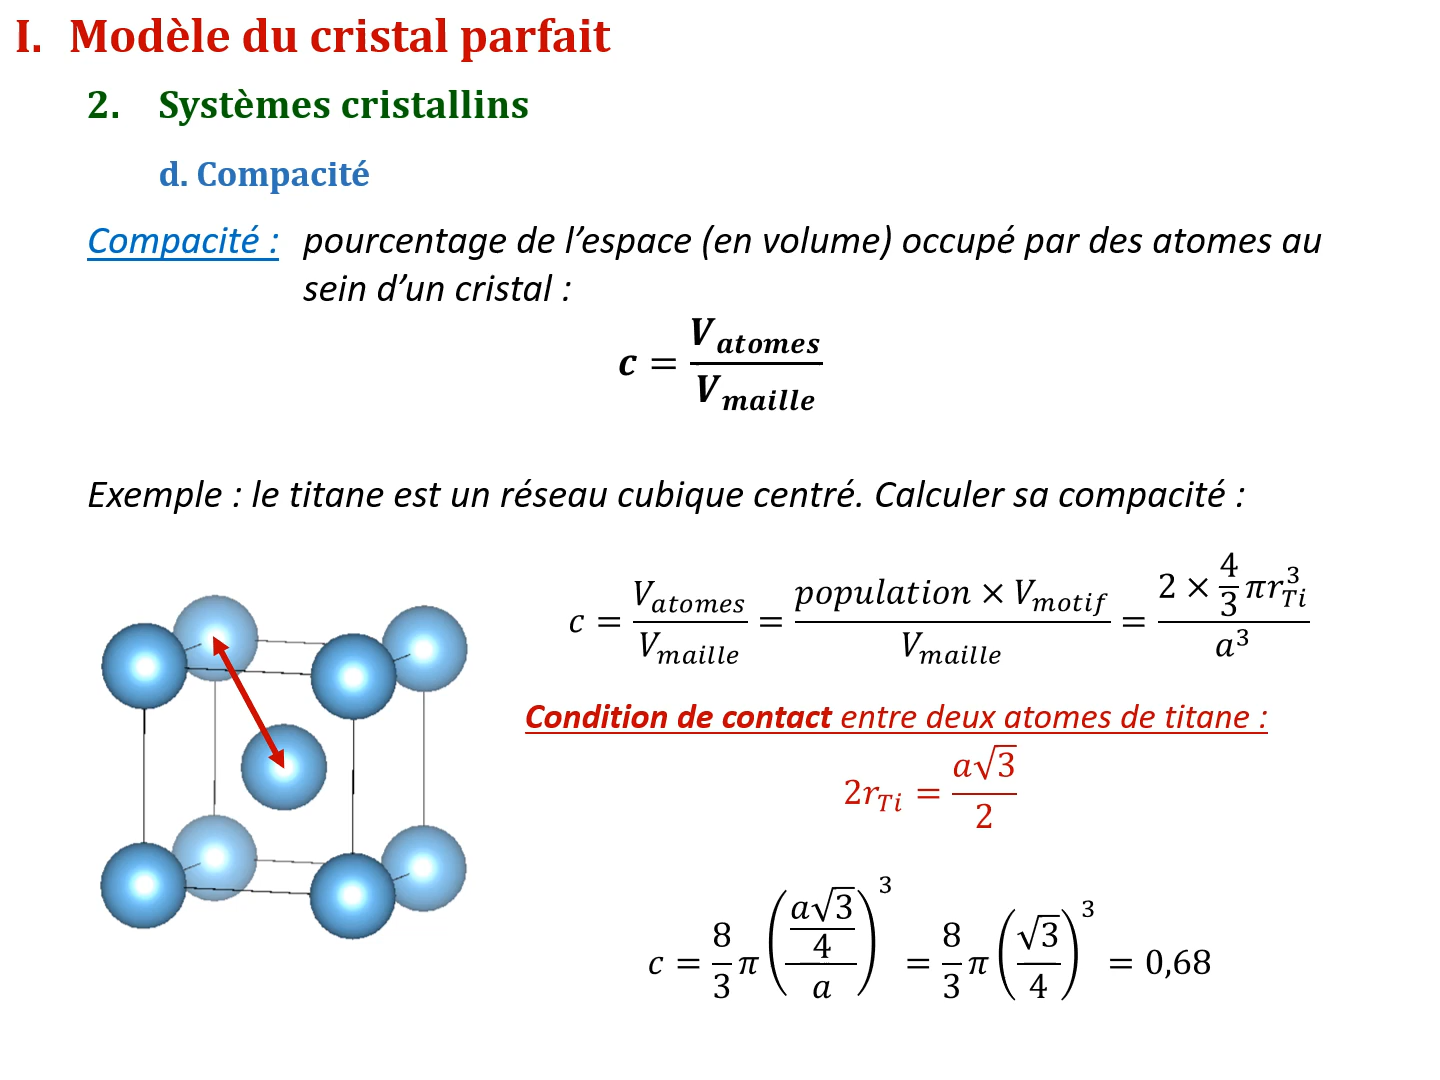 I. Modèle du cristal parfait
2. Systèmes cristallins
d. Compacité
Compacité : pourcentage de l’espace (en volume) occupé par des atomes au
sein d’un cristal :
c = V_atomes / V_maille
Exemple : le titane est un réseau cubique centré. Calculer sa compacité :
c = V_atomes / V_maille = population × V_motif / V_maille = 2 × 4/3 πr_Ti^3 / a^3
Condition de contact entre deux atomes de titane :
2r_Ti = a√3 / 2
c = 8/3 π ((a√3/4) / a)^3 = 8/3 π (√3/4)^3 = 0,68